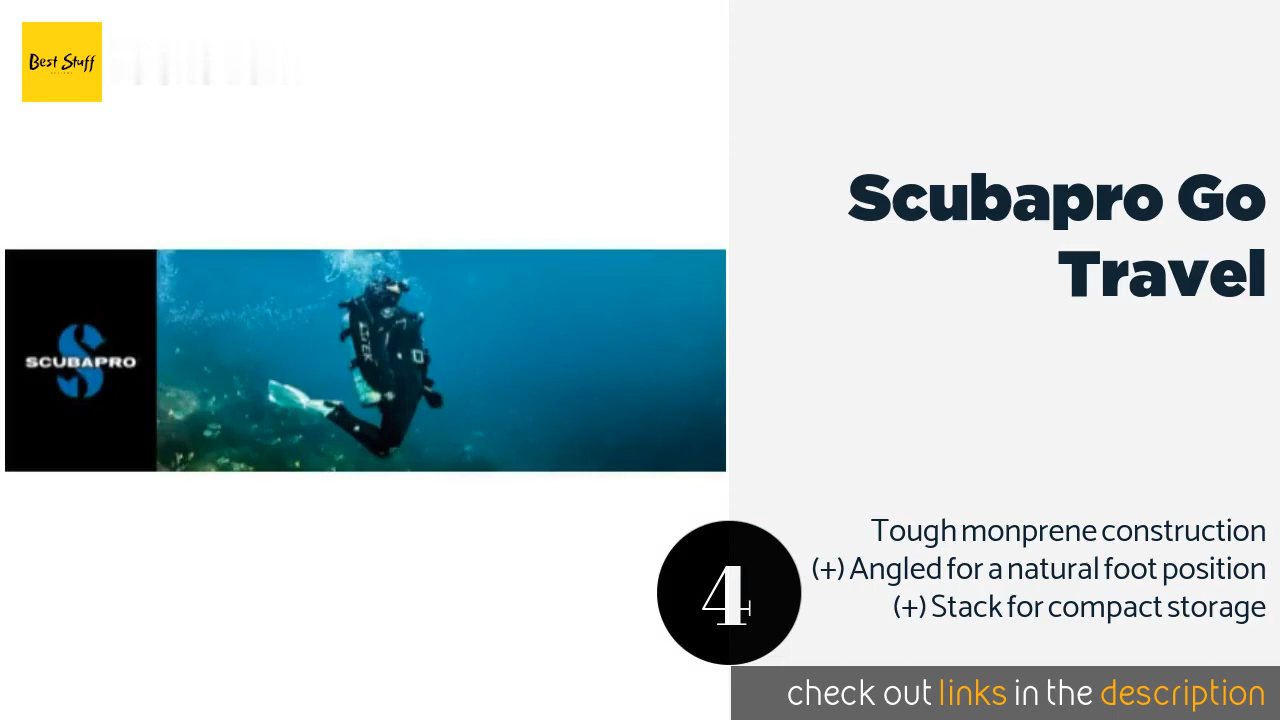 Best Stuff
Scubapro Go
Travel
SCUBAPRO
Tough monprene construction
(+) Angled for a natural foot position
(+) Stack for compact storage
4
check out links in the description